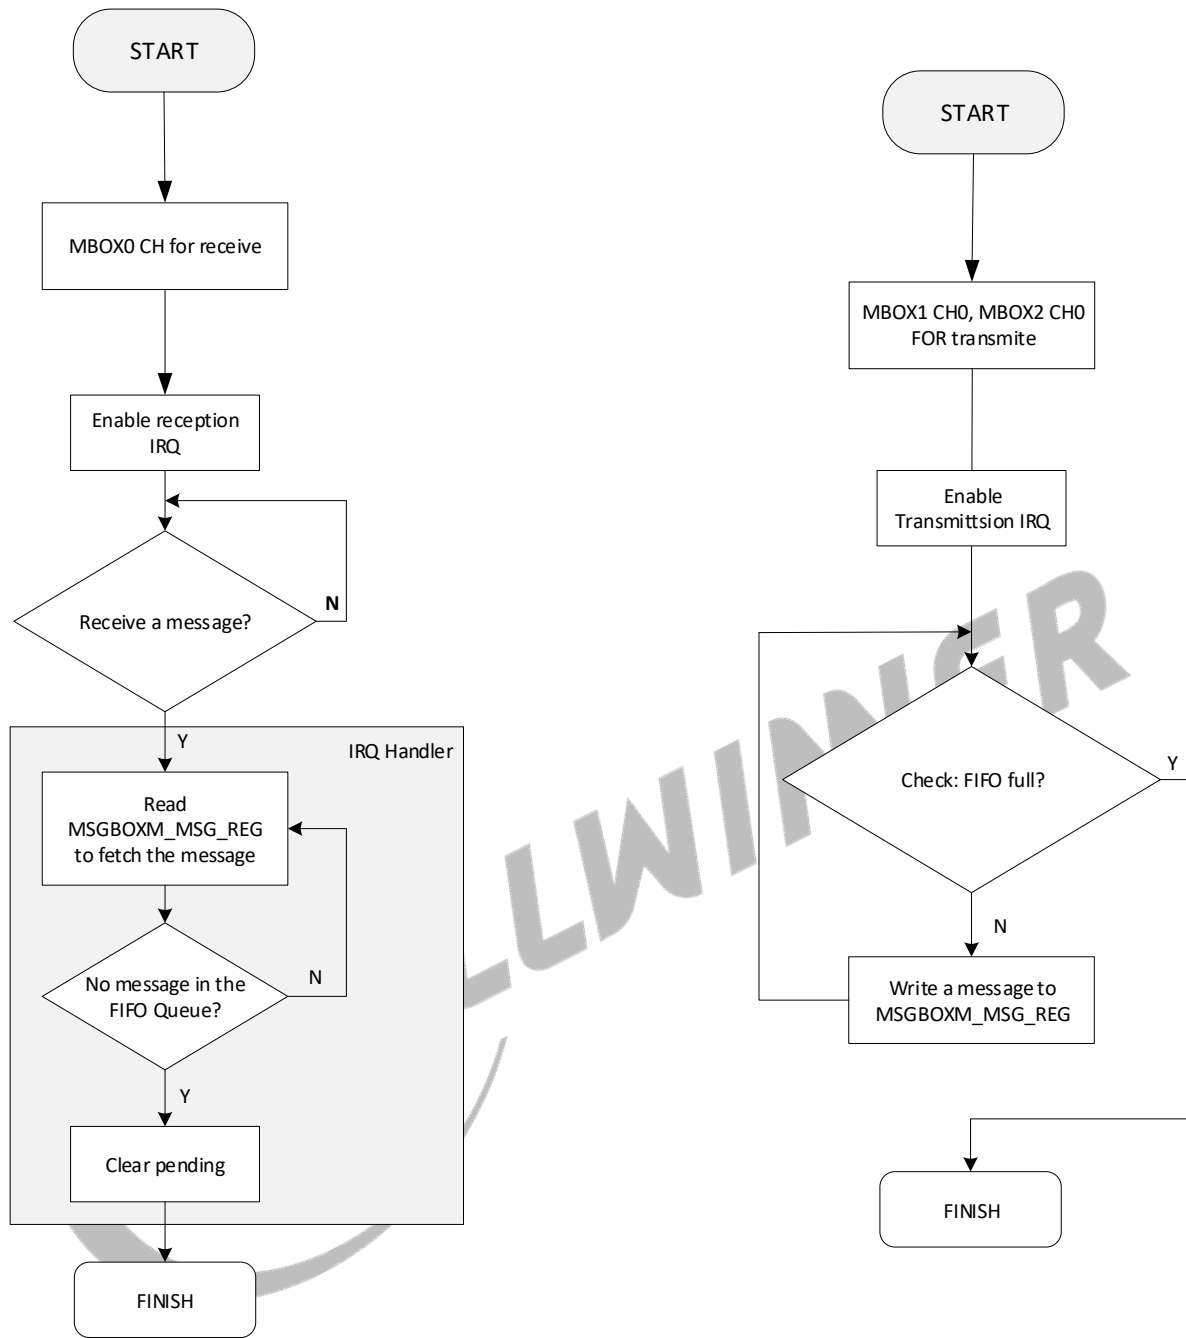 START
MBOX0 CH for receive
Enable reception
IRQ
N
Receive a message?
Y
IRQ Handler
Read
MSGBOXM_MSG_REG
to fetch the message
No message in the
FIFO Queue?
N
Y
Clear pending
FINISH
START
MBOX1 CH0, MBOX2 CH0
FOR transmite
Enable
Transmittsion IRQ
Check: FIFO full?
Y
N
Write a message to
MSGBOXM_MSG_REG
FINISH
LLWINNER